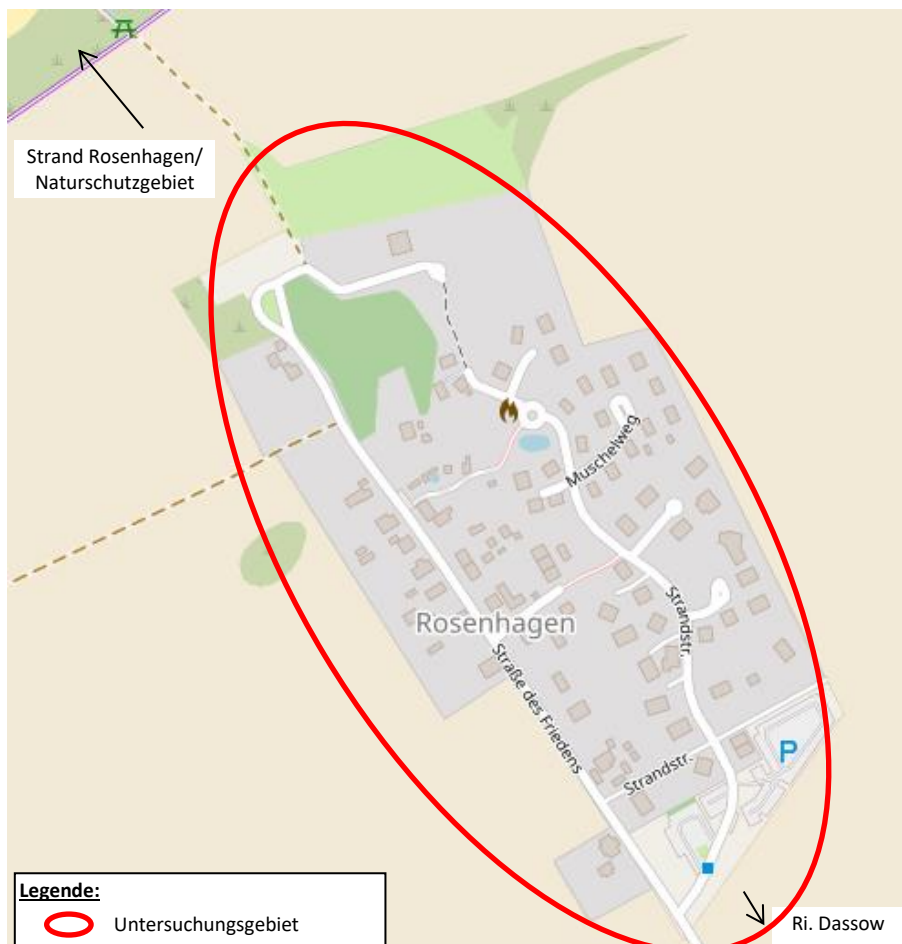 Strand Rosenhagen/
Naturschutzgebiet
Muschelweg
Rosenhagen
Strandstr.
Straße des Friedens
P
Strandstr.
Legende:
Untersuchungsgebiet
Ri. Dassow